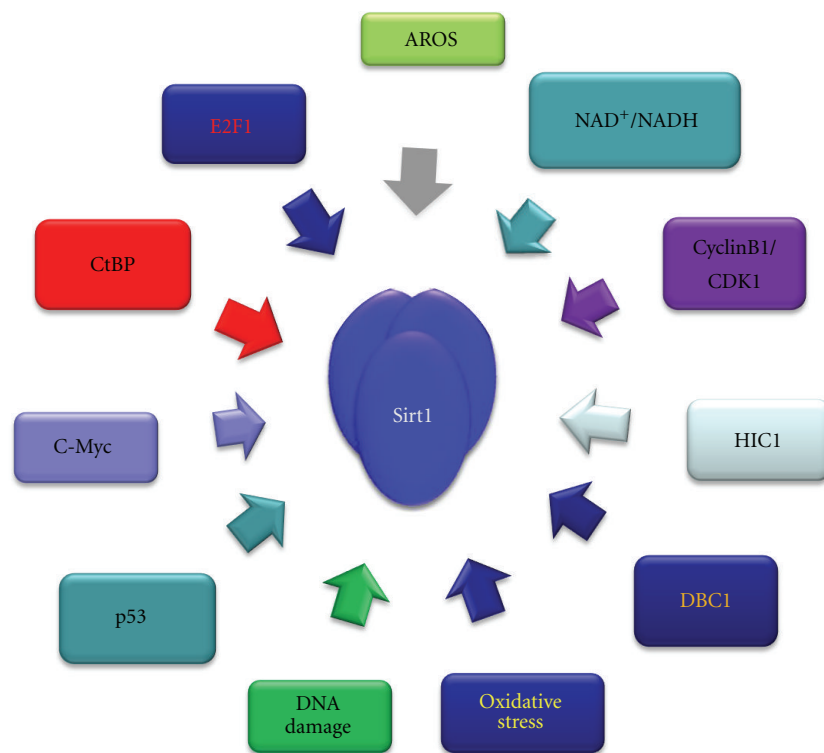 AROS
E2F1
NAD⁺/NADH
CtBP
CyclinB1/
CDK1
Sirt1
C-Myc
HIC1
p53
DBC1
DNA
damage
Oxidative
stress